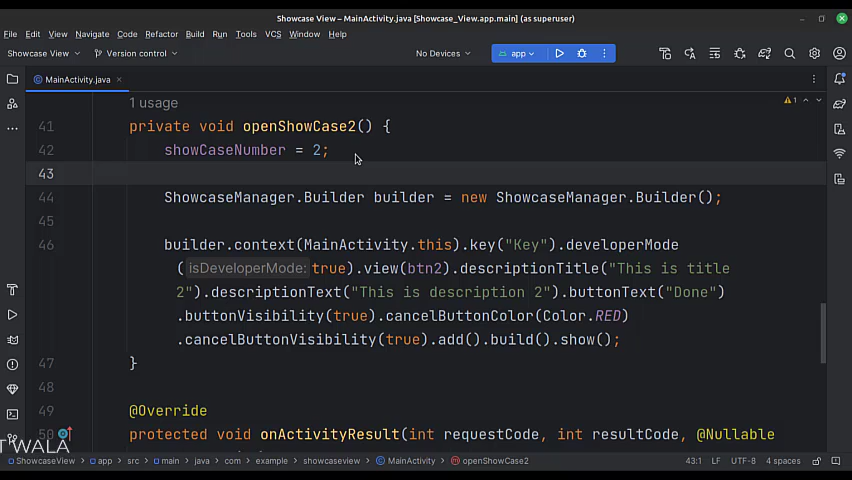 Showcase View – MainActivity.java [Showcase_View.app.main] (as superuser)
File Edit View Navigate Code Refactor Build Run Tools VCS Window Help
Showcase View Version control No Devices app
MainActivity.java
1 usage
1
41 private void openShowCase2() {
42 showCaseNumber = 2;
43
44 ShowcaseManager.Builder builder = new ShowcaseManager.Builder();
45
46 builder.context(MainActivity.this).key("Key").developerMode
(isDeveloperMode: true).view(btn2).descriptionTitle("This is title
2").descriptionText("This is description 2").buttonText("Done")
.buttonVisibility(true).cancelButtonColor(Color.RED)
.cancelButtonVisibility(true).add().build().show();
47 }
48
49 @Override
50 protected void onActivityResult(int requestCode, int resultCode, @Nullable
T WALA
ShowcaseView app src main java com example showcaseview MainActivity openShowCase2 43:1 LF UTF-8 4 spaces